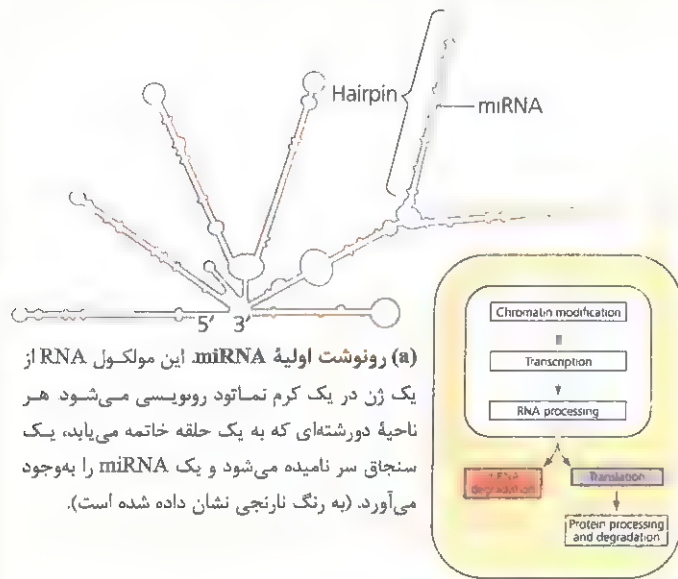 Hairpin
miRNA
5′ 3′
(a) رونوشت اولیهٔ miRNA. این مولکول RNA از
یک ژن در یک کرم نماتود رونویسی می‌شود هر
ناحیهٔ دورشته‌ای که به یک حلقه خاتمه می‌یابد، یک
سنجاق سر نامیده می‌شود و یک miRNA را به‌وجود
می‌آورد. (به رنگ نارنجی نشان داده شده است).
Chromatin modification
Transcription
RNA processing
degradation
Translation
Protein processing
and degradation